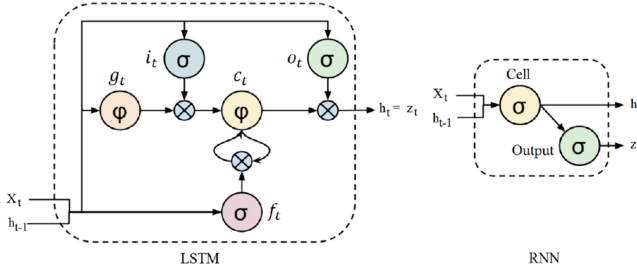 i_t
o_t
σ
σ
g_t
c_t
φ
φ
h_t = z_t
X_t
h_t-1
σ
f_t
LSTM
Cell
X_t
h_t-1
σ
h
Output
σ
z
RNN